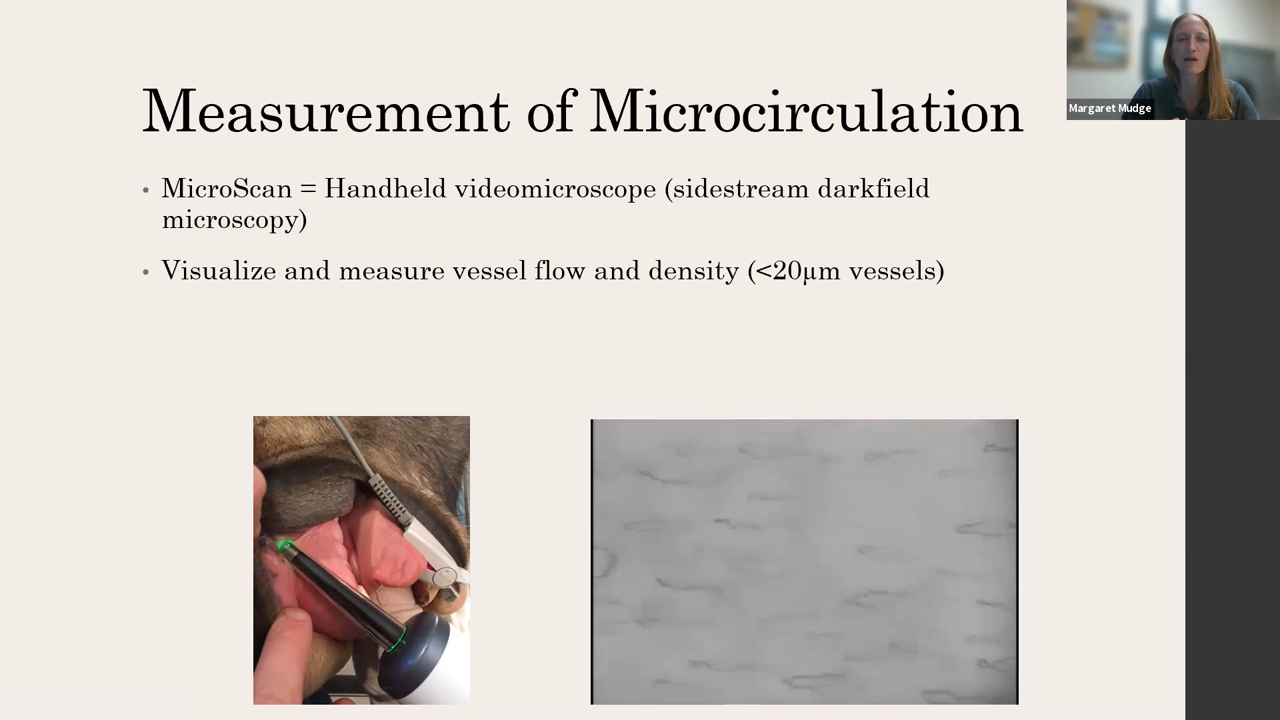 Margaret Mudge
Measurement of Microcirculation
• MicroScan = Handheld videomicroscope (sidestream darkfield
microscopy)
• Visualize and measure vessel flow and density (<20µm vessels)